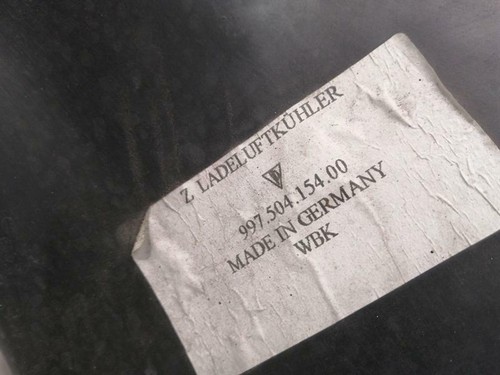 Z. LADELUFTKÜHLER
997.504.154.00
MADE IN GERMANY
WBK